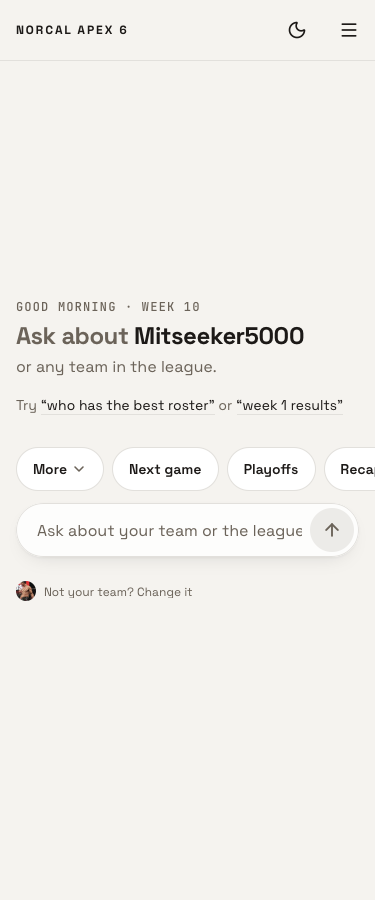 NORCAL APEX 6
GOOD MORNING · WEEK 10
Ask about Mitseeker5000
or any team in the league.
Try “who has the best roster” or “week 1 results”
More
Next game
Playoffs
Recap
Ask about your team or the league
Not your team? Change it